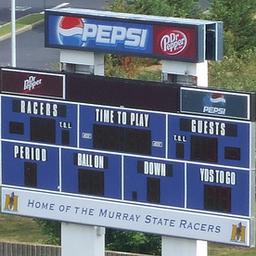 PEPSI Dr Pepper
Dr Pepper
PEPSI
RACERS TIME TO PLAY GUESTS
T.O.L. T.O.L.
PERIOD BALL ON DOWN YDS TO GO
M HOME OF THE MURRAY STATE RACERS M